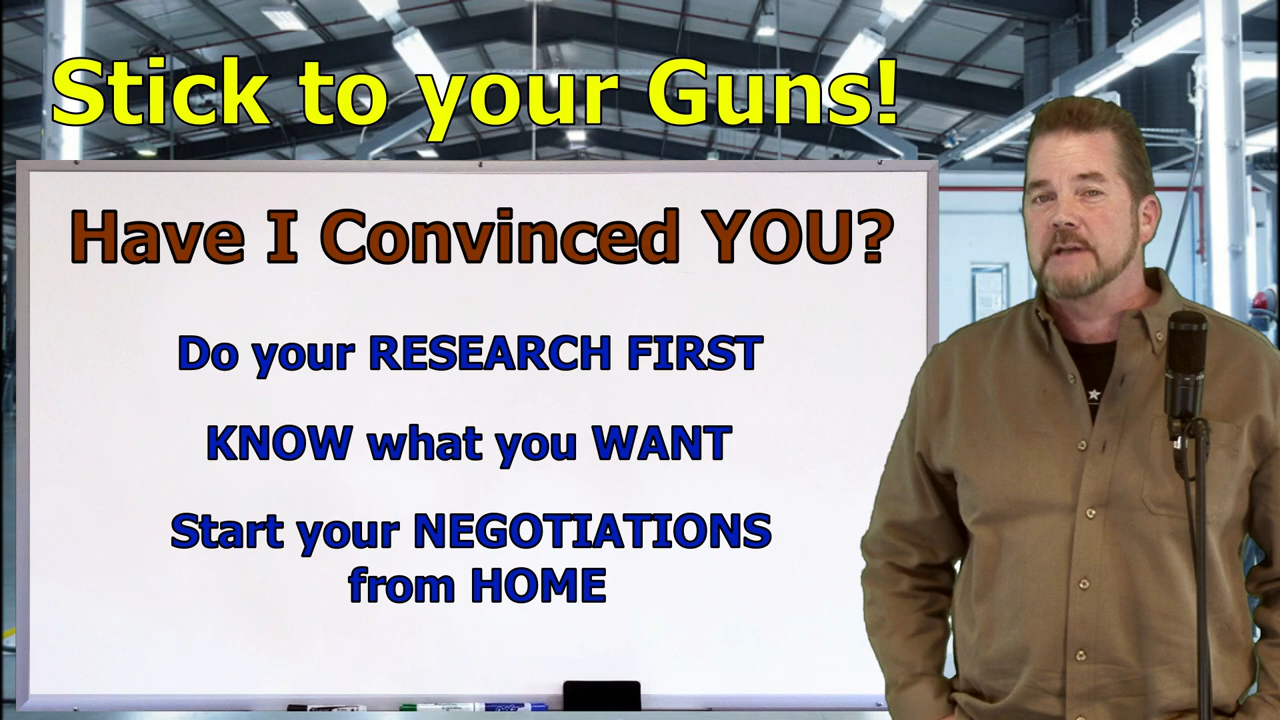 Stick to your Guns!
Have I Convinced YOU?
Do your RESEARCH FIRST
KNOW what you WANT
Start your NEGOTIATIONS
from HOME